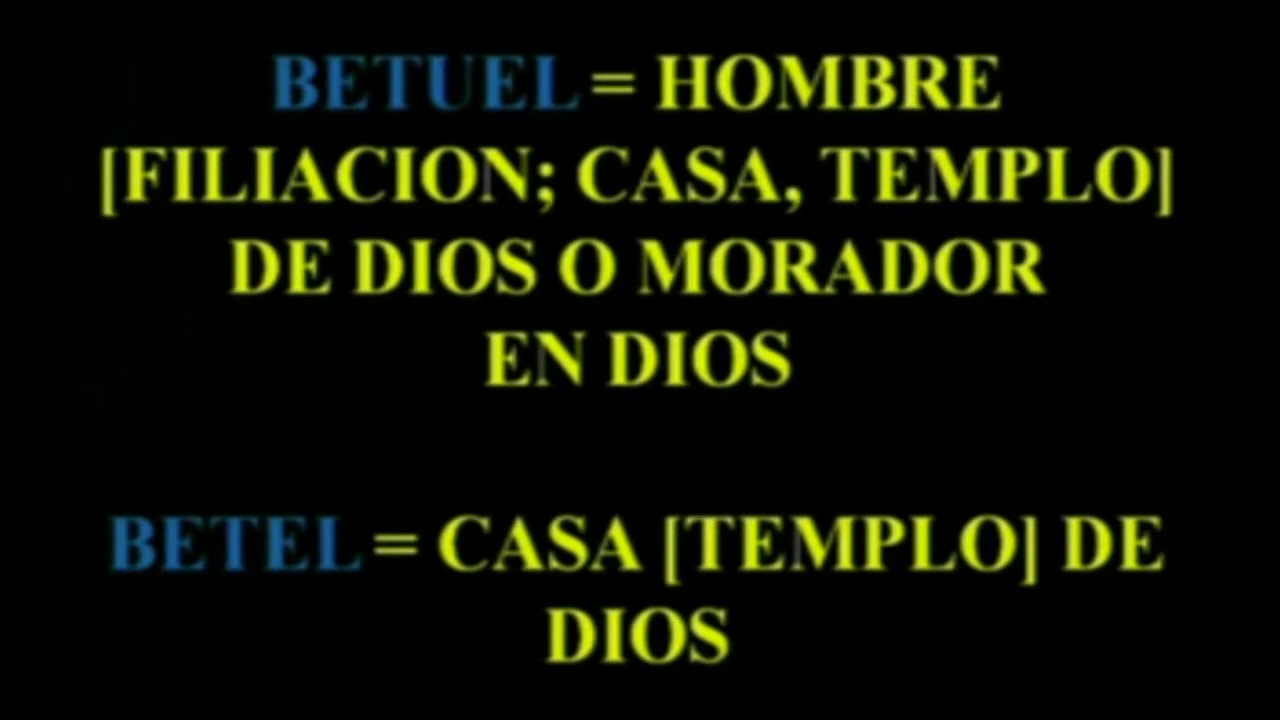 BETUEL = HOMBRE
[FILIACION; CASA, TEMPLO]
DE DIOS O MORADOR
EN DIOS
BETEL = CASA [TEMPLO] DE
DIOS